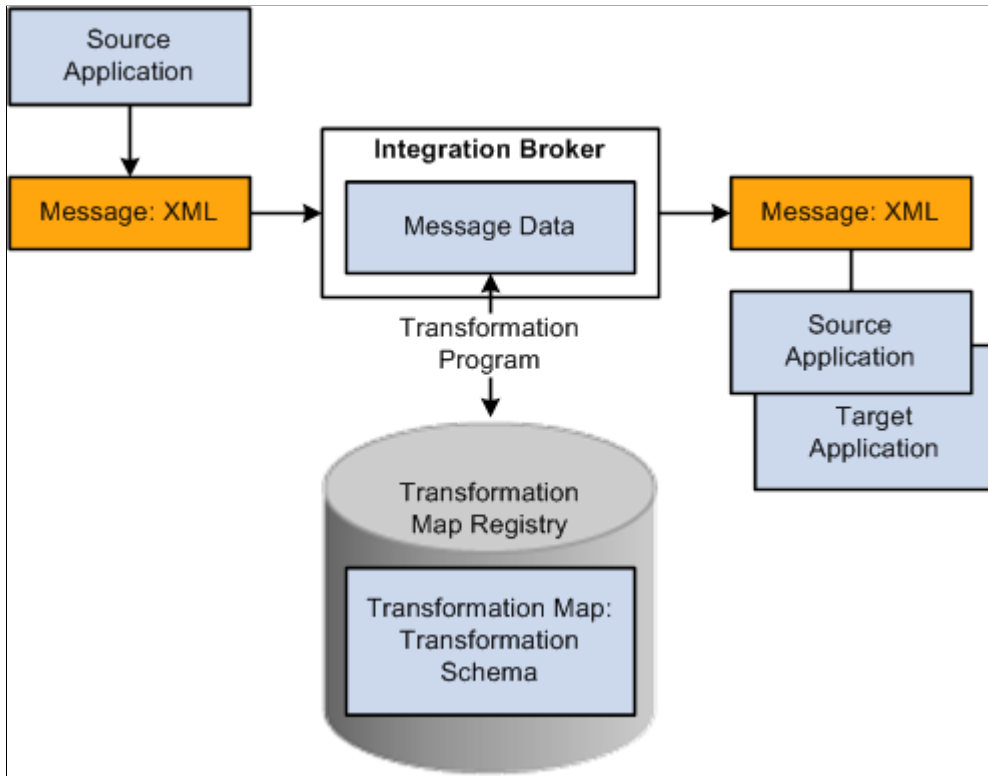 Source
Application
Message: XML
Integration Broker
Message Data
Message: XML
Transformation
Program
Source
Application
Target
Application
Transformation
Map Registry
Transformation Map:
Transformation
Schema